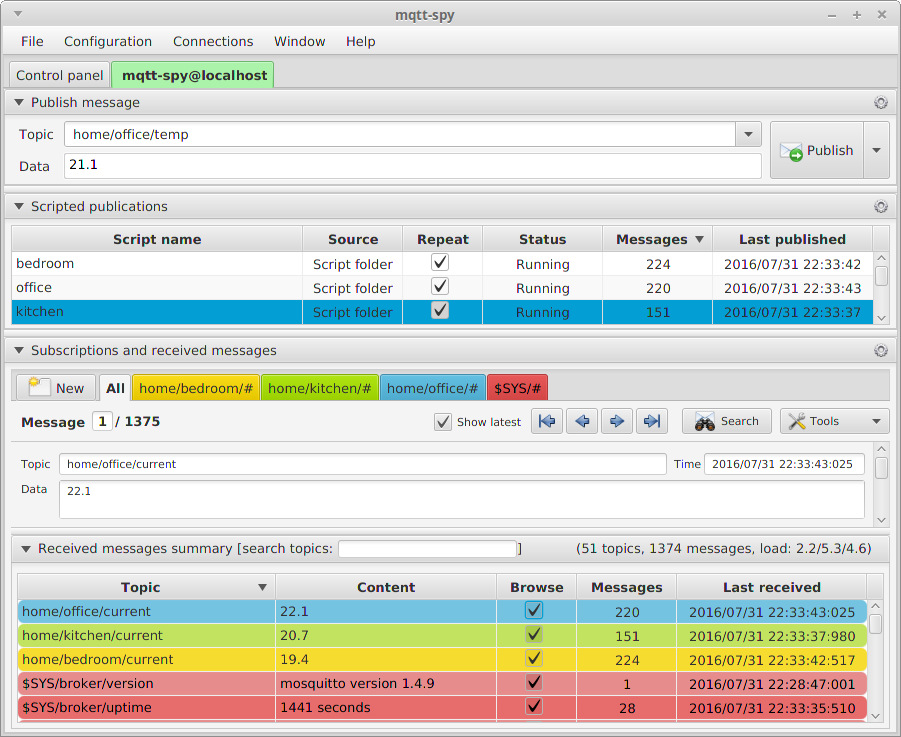 mqtt-spy
File Configuration Connections Window Help
Control panel mqtt-spy@localhost
Publish message
Topic home/office/temp
Publish
Data 21.1
Scripted publications
Script name Source Repeat Status Messages Last published
bedroom Script folder Running 224 2016/07/31 22:33:42
office Script folder Running 220 2016/07/31 22:33:43
kitchen Script folder Running 151 2016/07/31 22:33:37
Subscriptions and received messages
New All home/bedroom/# home/kitchen/# home/office/# $SYS/#
Message 1 / 1375 Show latest Search Tools
Topic home/office/current Time 2016/07/31 22:33:43:025
Data 22.1
Received messages summary [search topics: ] (51 topics, 1374 messages, load: 2.2/5.3/4.6)
Topic Content Browse Messages Last received
home/office/current 22.1 220 2016/07/31 22:33:43:025
home/kitchen/current 20.7 151 2016/07/31 22:33:37:980
home/bedroom/current 19.4 224 2016/07/31 22:33:42:517
$SYS/broker/version mosquitto version 1.4.9 1 2016/07/31 22:28:47:001
$SYS/broker/uptime 1441 seconds 28 2016/07/31 22:33:35:510